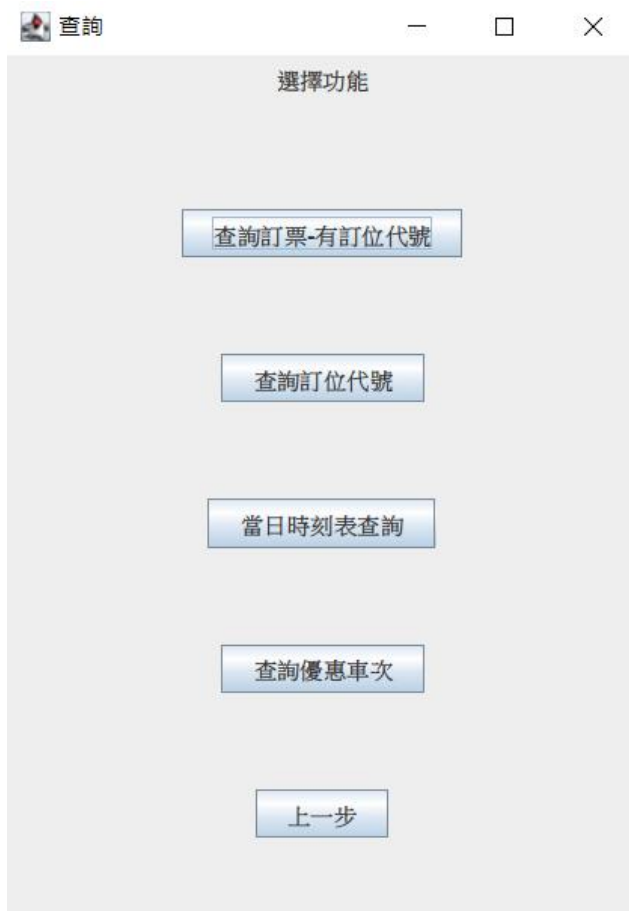 查詢
選擇功能
查詢訂票-有訂位代號
查詢訂位代號
當日時刻表查詢
查詢優惠車次
上一步